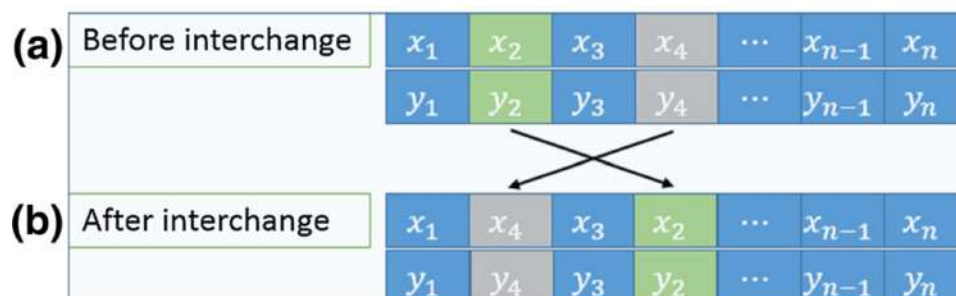 (a) Before interchange x₁ x₂ x₃ x₄ ⋯ xₙ₋₁ xₙ
y₁ y₂ y₃ y₄ ⋯ yₙ₋₁ yₙ
(b) After interchange x₁ x₄ x₃ x₂ ⋯ xₙ₋₁ xₙ
y₁ y₄ y₃ y₂ ⋯ yₙ₋₁ yₙ